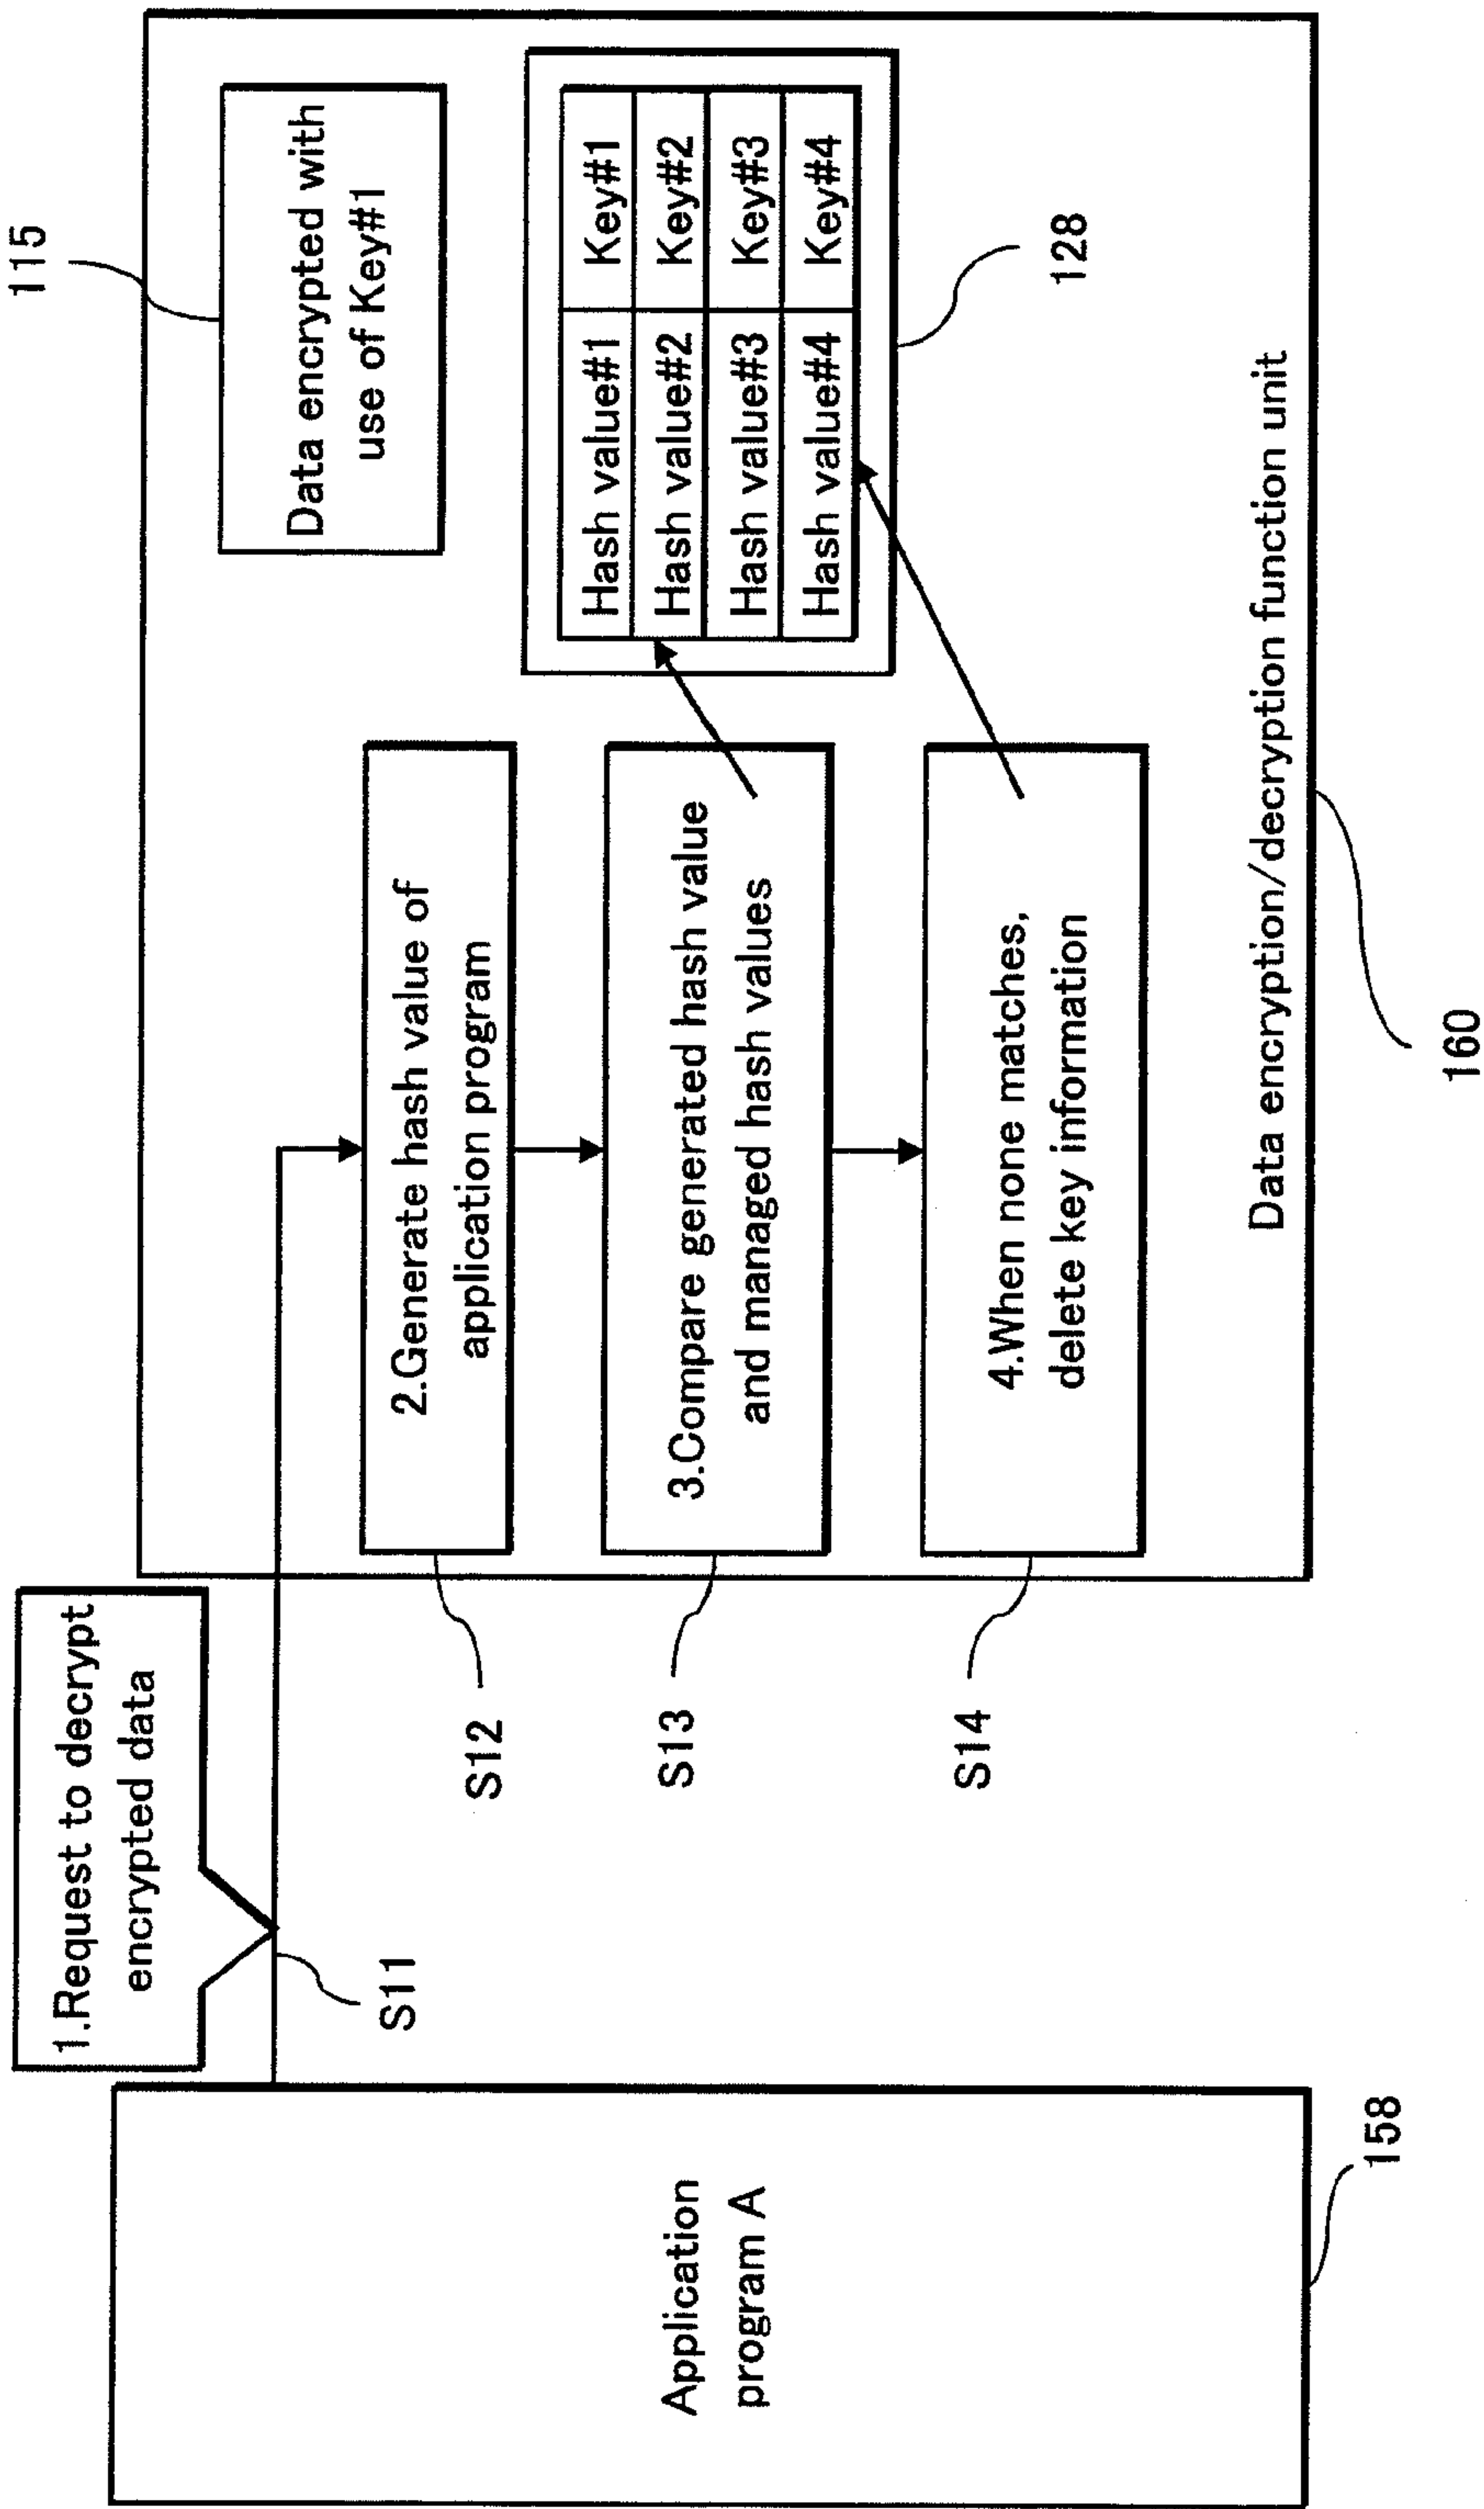 1.Request to decrypt
encrypted data
Application
program A
158
S11
S12
S13
S14
2.Generate hash value of
application program
3.Compare generated hash value
and managed hash values
4.When none matches,
delete key information
115
Data encrypted with
use of Key#1
Hash value#1 Key#1
Hash value#2 Key#2
Hash value#3 Key#3
Hash value#4 Key#4
128
Data encryption/decryption function unit
160